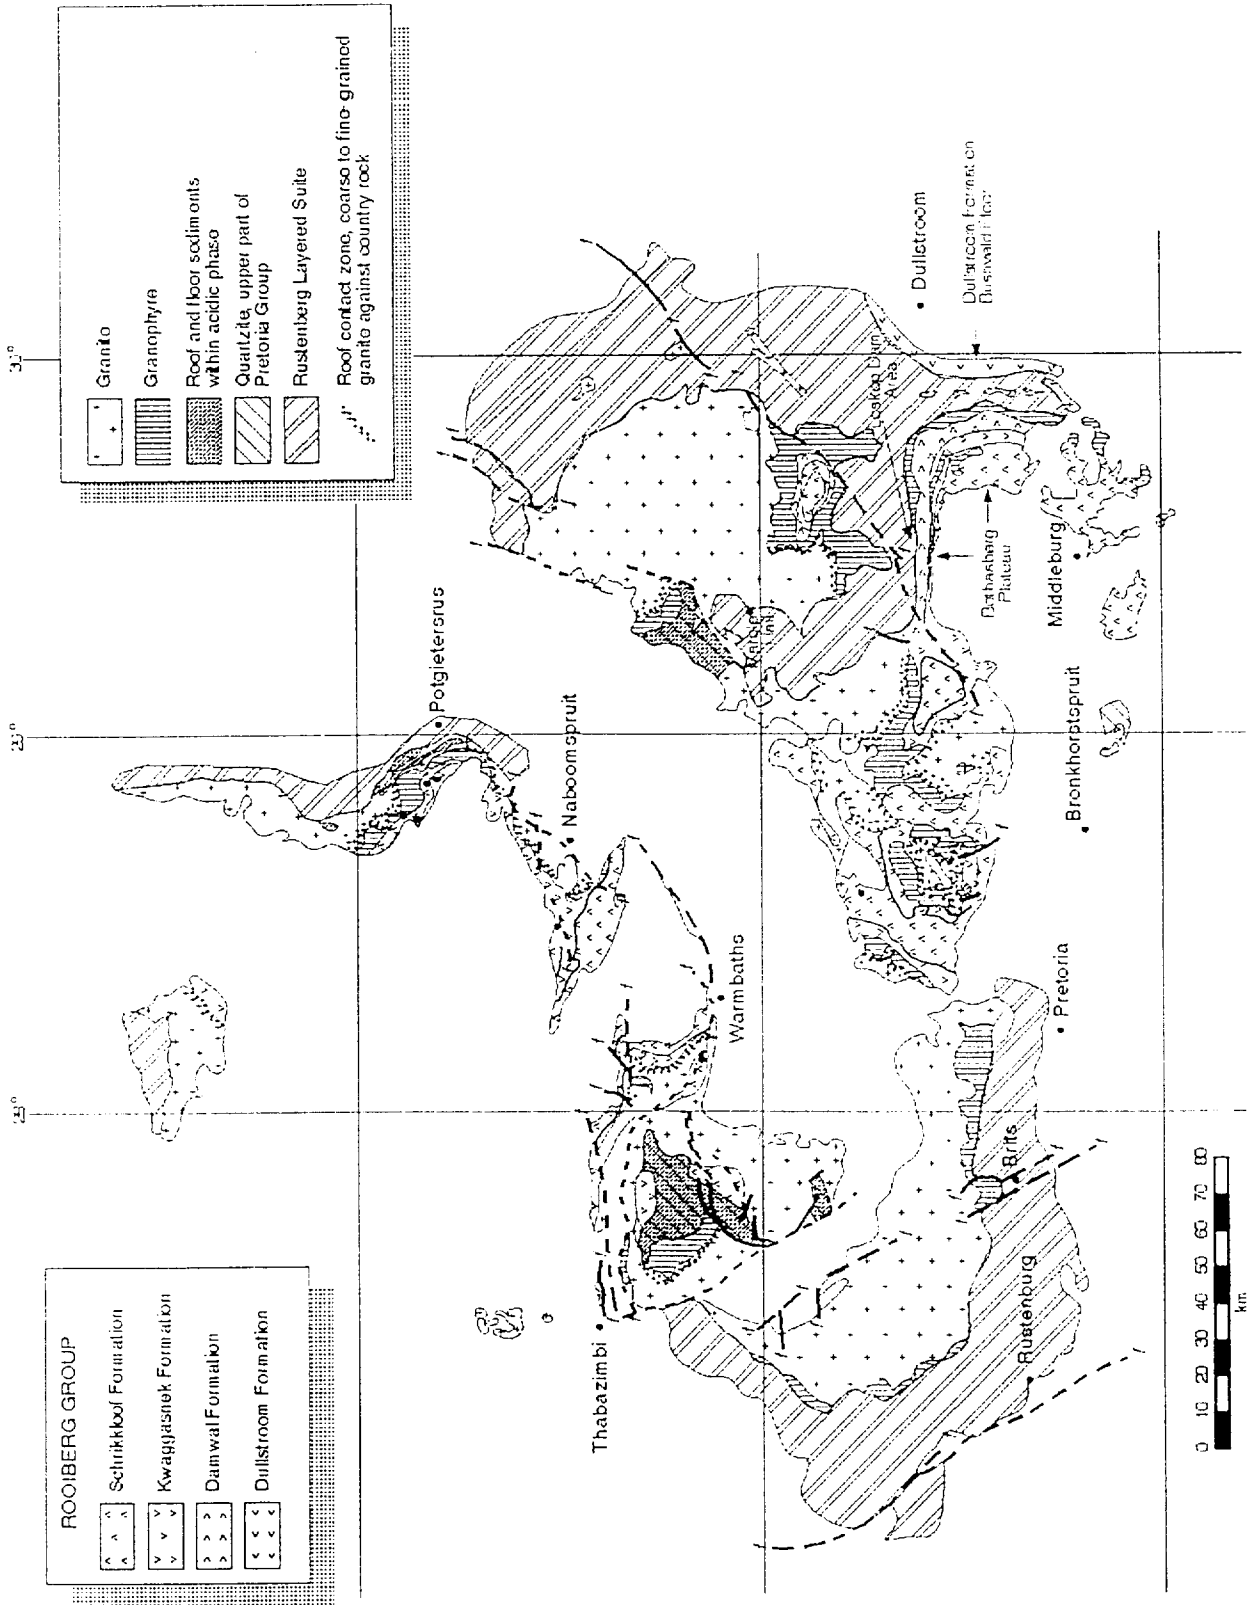 ROOIBERG GROUP
Schrikkloof Formation
Kwaggasnek Formation
Damwal Formation
Dullstroom Formation
Granite
Granophyre
Roof and floor sediments
within acidic phase
Quartzite, upper part of
Pretoria Group
Rustenberg Layered Suite
Roof contact zone, coarse to fine-grained
granite against country rock
31°
Potgietersrus
Naboomspruit
Warmbaths
Thabazimbi
Loskop Dam
Area
Dullstroom
Dullstroom Formation
Bushveld Floor
Bothasberg
Plateau
Middleburg
Bronkhorstspruit
Pretoria
Brits
Rustenburg
0 10 20 30 40 50 60 70 80
km